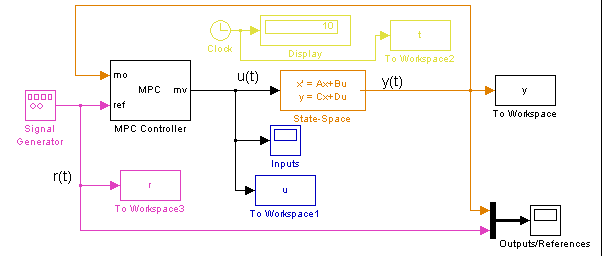 10
Clock
Display
t
To Workspace2
mo
MPC
mv
ref
MPC Controller
u(t)
x' = Ax+Bu
y = Cx+Du
State-Space
y(t)
y
To Workspace
Signal
Generator
Inputs
r(t)
r
To Workspace3
u
To Workspace1
Outputs/References